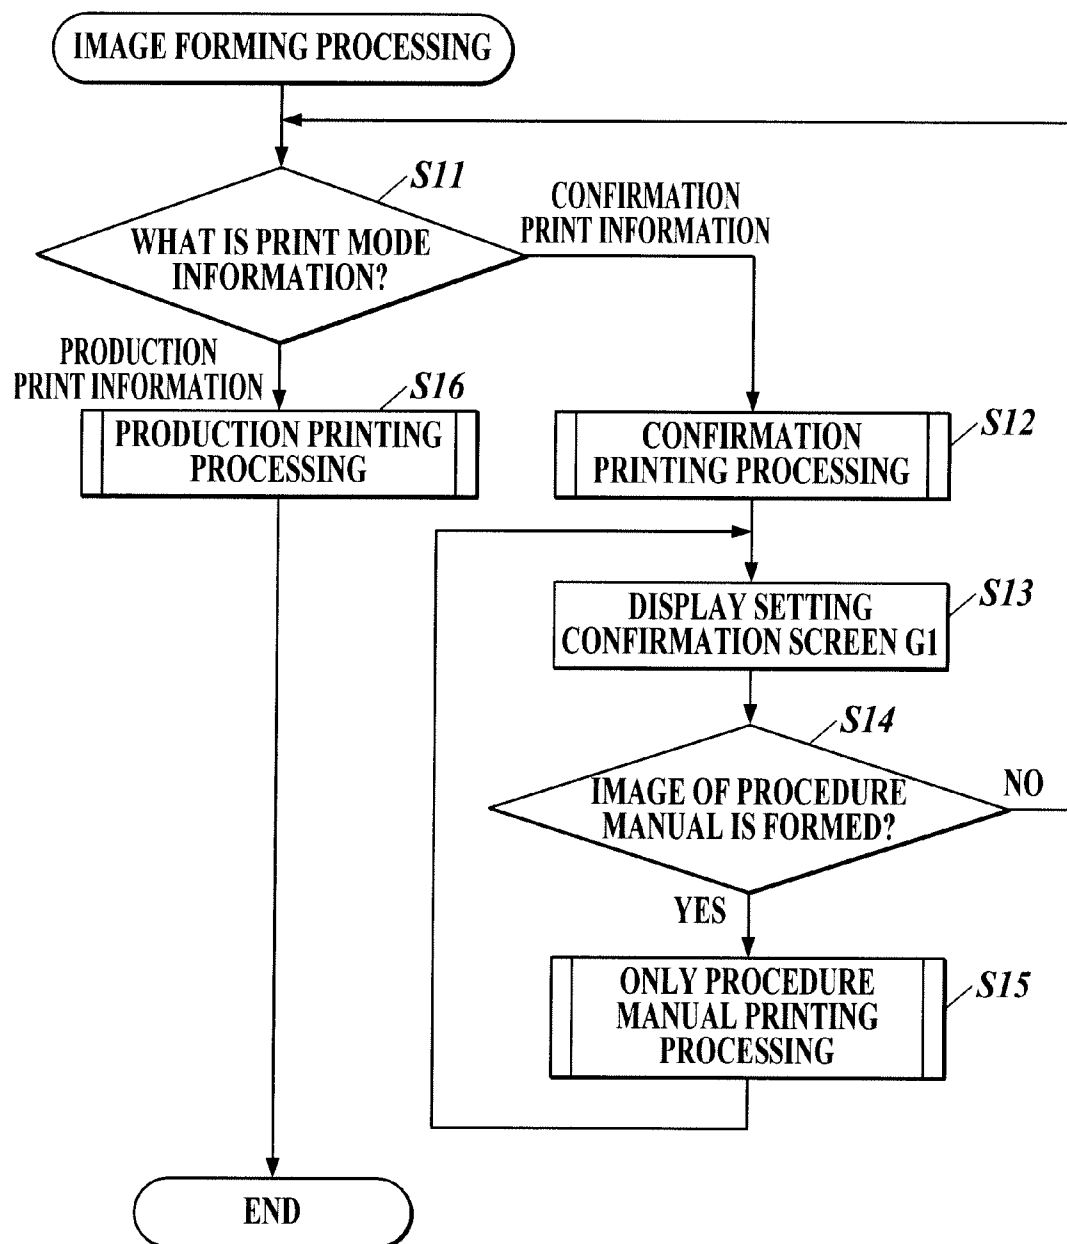 IMAGE FORMING PROCESSING
S11
CONFIRMATION
PRINT INFORMATION
WHAT IS PRINT MODE
INFORMATION?
PRODUCTION
PRINT INFORMATION
S16
PRODUCTION PRINTING
PROCESSING
S12
CONFIRMATION
PRINTING PROCESSING
S13
DISPLAY SETTING
CONFIRMATION SCREEN G1
S14
IMAGE OF PROCEDURE
MANUAL IS FORMED?
NO
YES
S15
ONLY PROCEDURE
MANUAL PRINTING
PROCESSING
END